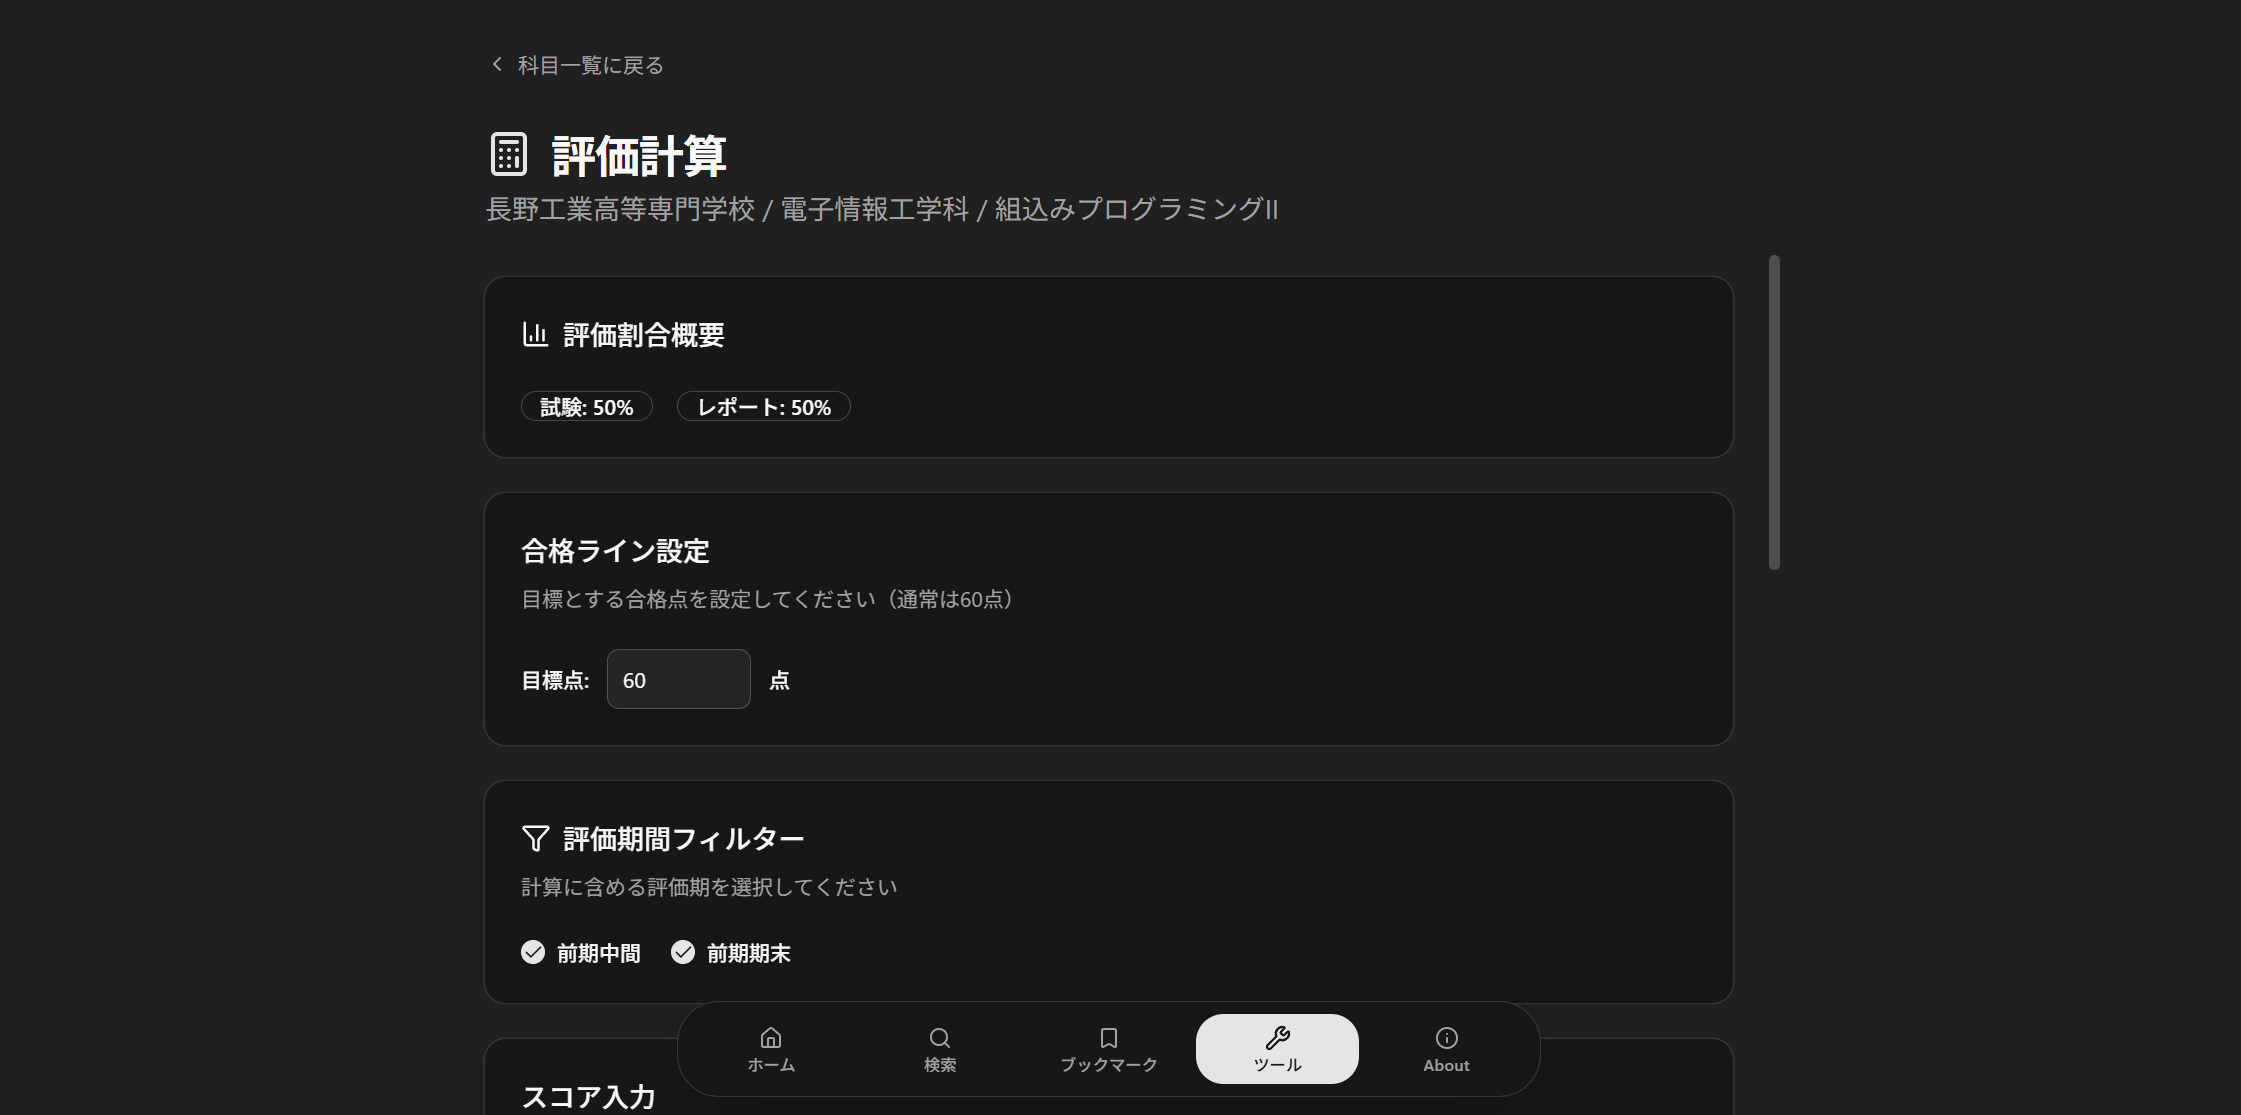 科目一覧に戻る
評価計算
長野工業高等専門学校 / 電子情報工学科 / 組込みプログラミングII
評価割合概要
試験: 50%
レポート: 50%
合格ライン設定
目標とする合格点を設定してください（通常は60点）
目標点: 60 点
評価期間フィルター
計算に含める評価期を選択してください
前期中間 前期期末
スコア入力
ホーム 検索 ブックマーク ツール About